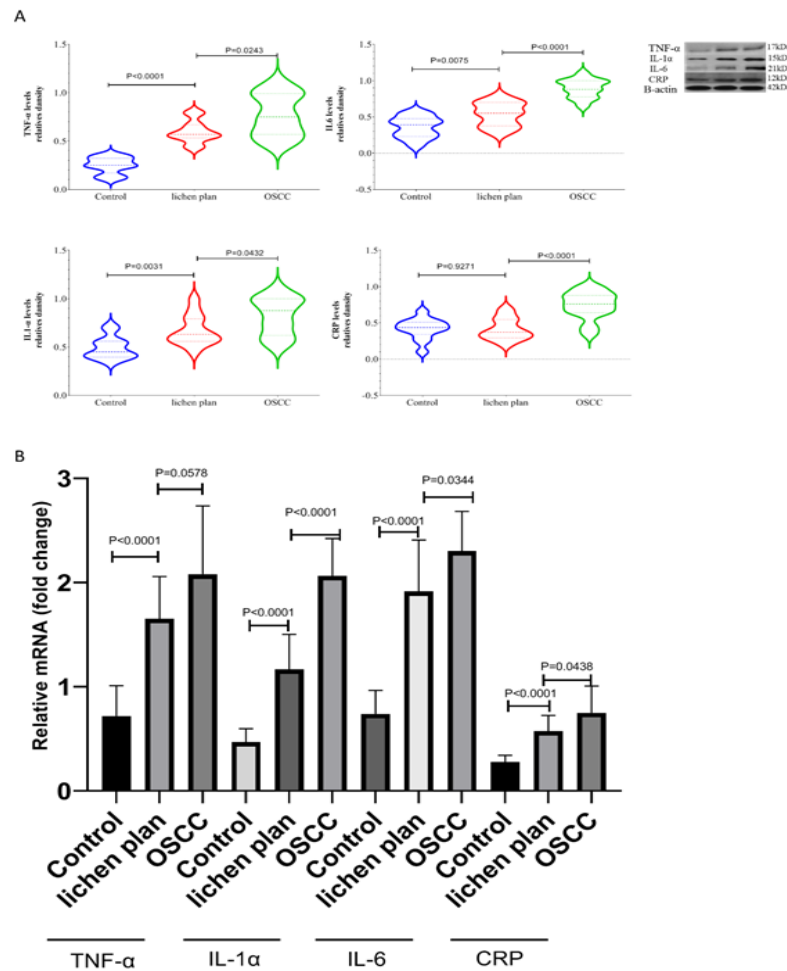 A
TNF-α levels
relatives dansity
1.5
1.0
0.5
0.0
P<0.0001
P=0.0243
Control
lichen plan
OSCC
IL6 levels
relatives dansity
1.5
1.0
0.5
0.0
-0.5
P=0.0075
P<0.0001
Control
lichen plan
OSCC
TNF-α 17kD
IL-1α 15kD
IL-6 21kD
CRP 12kD
B-actin 42kD
IL1-α levels
relatives dansity
1.5
1.0
0.5
0.0
P=0.0031
P=0.0432
Control
lichen plan
OSCC
CRP levels
relatives dansity
1.5
1.0
0.5
0.0
-0.5
P=0.9271
P<0.0001
Control
lichen plan
OSCC
B
Relative mRNA (fold change)
3
2
1
0
P<0.0001
P=0.0578
P<0.0001
P<0.0001
P<0.0001
P=0.0344
P<0.0001
P=0.0438
Control
lichen plan
OSCC
Control
lichen plan
OSCC
Control
lichen plan
OSCC
Control
lichen plan
OSCC
TNF-α
IL-1α
IL-6
CRP